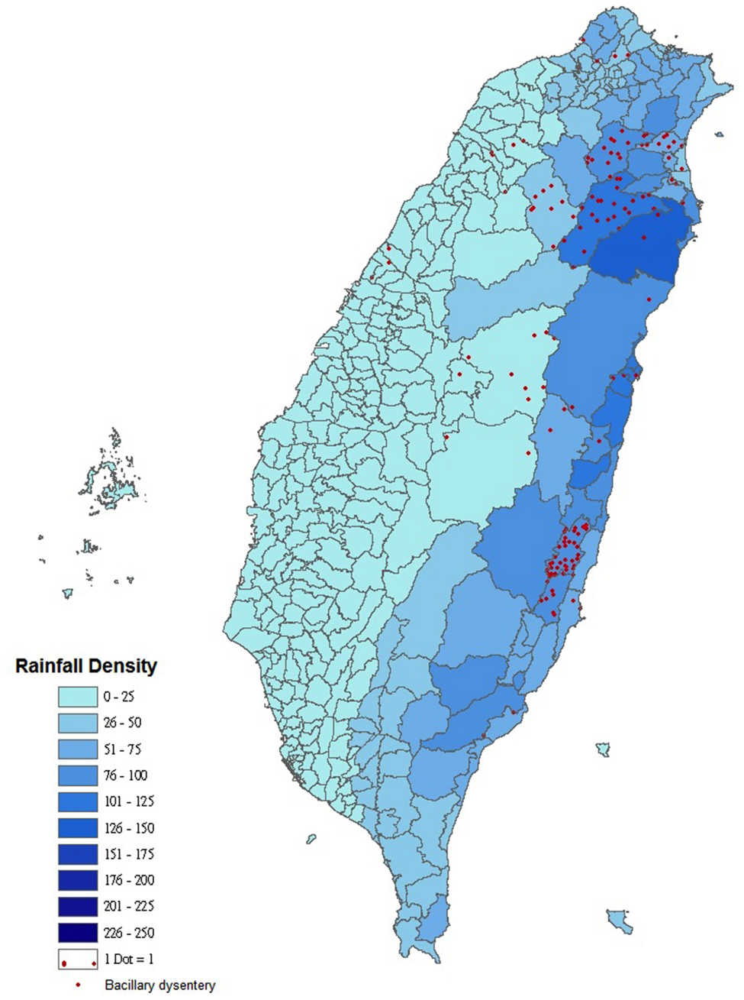 Rainfall Density
0 - 25
26 - 50
51 - 75
76 - 100
101 - 125
126 - 150
151 - 175
176 - 200
201 - 225
226 - 250
1 Dot = 1
Bacillary dysentery